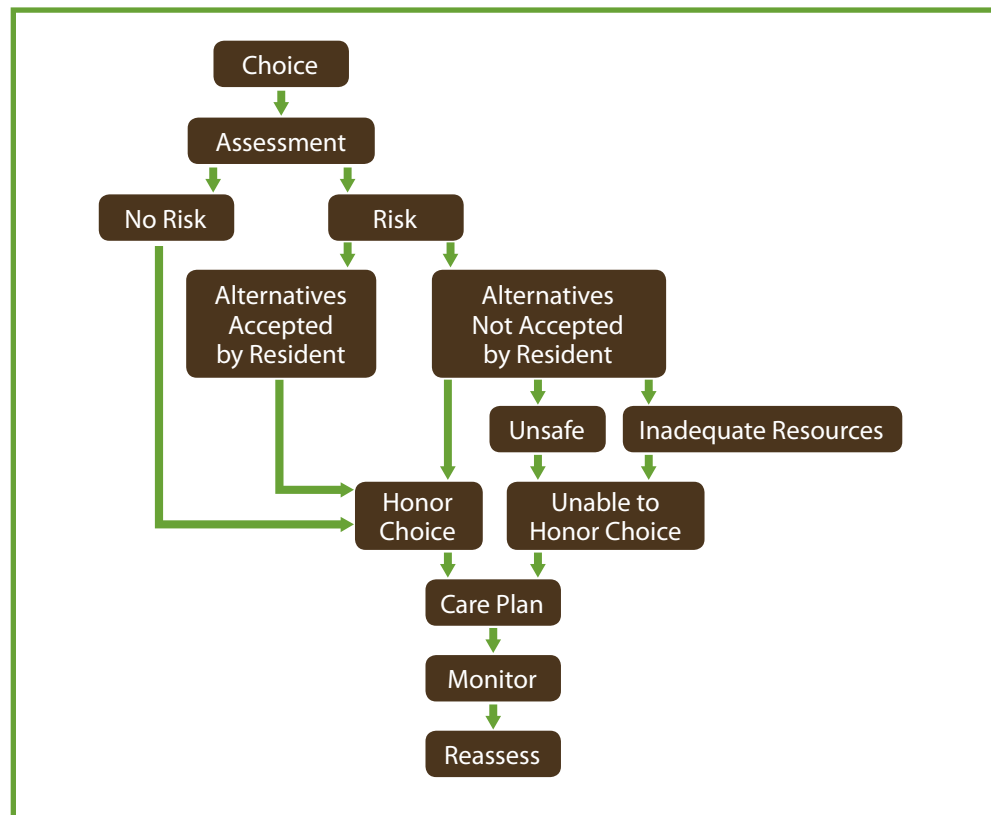 Choice
Assessment
No Risk
Risk
Alternatives
Accepted
by Resident
Alternatives
Not Accepted
by Resident
Unsafe
Inadequate Resources
Honor
Choice
Unable to
Honor Choice
Care Plan
Monitor
Reassess